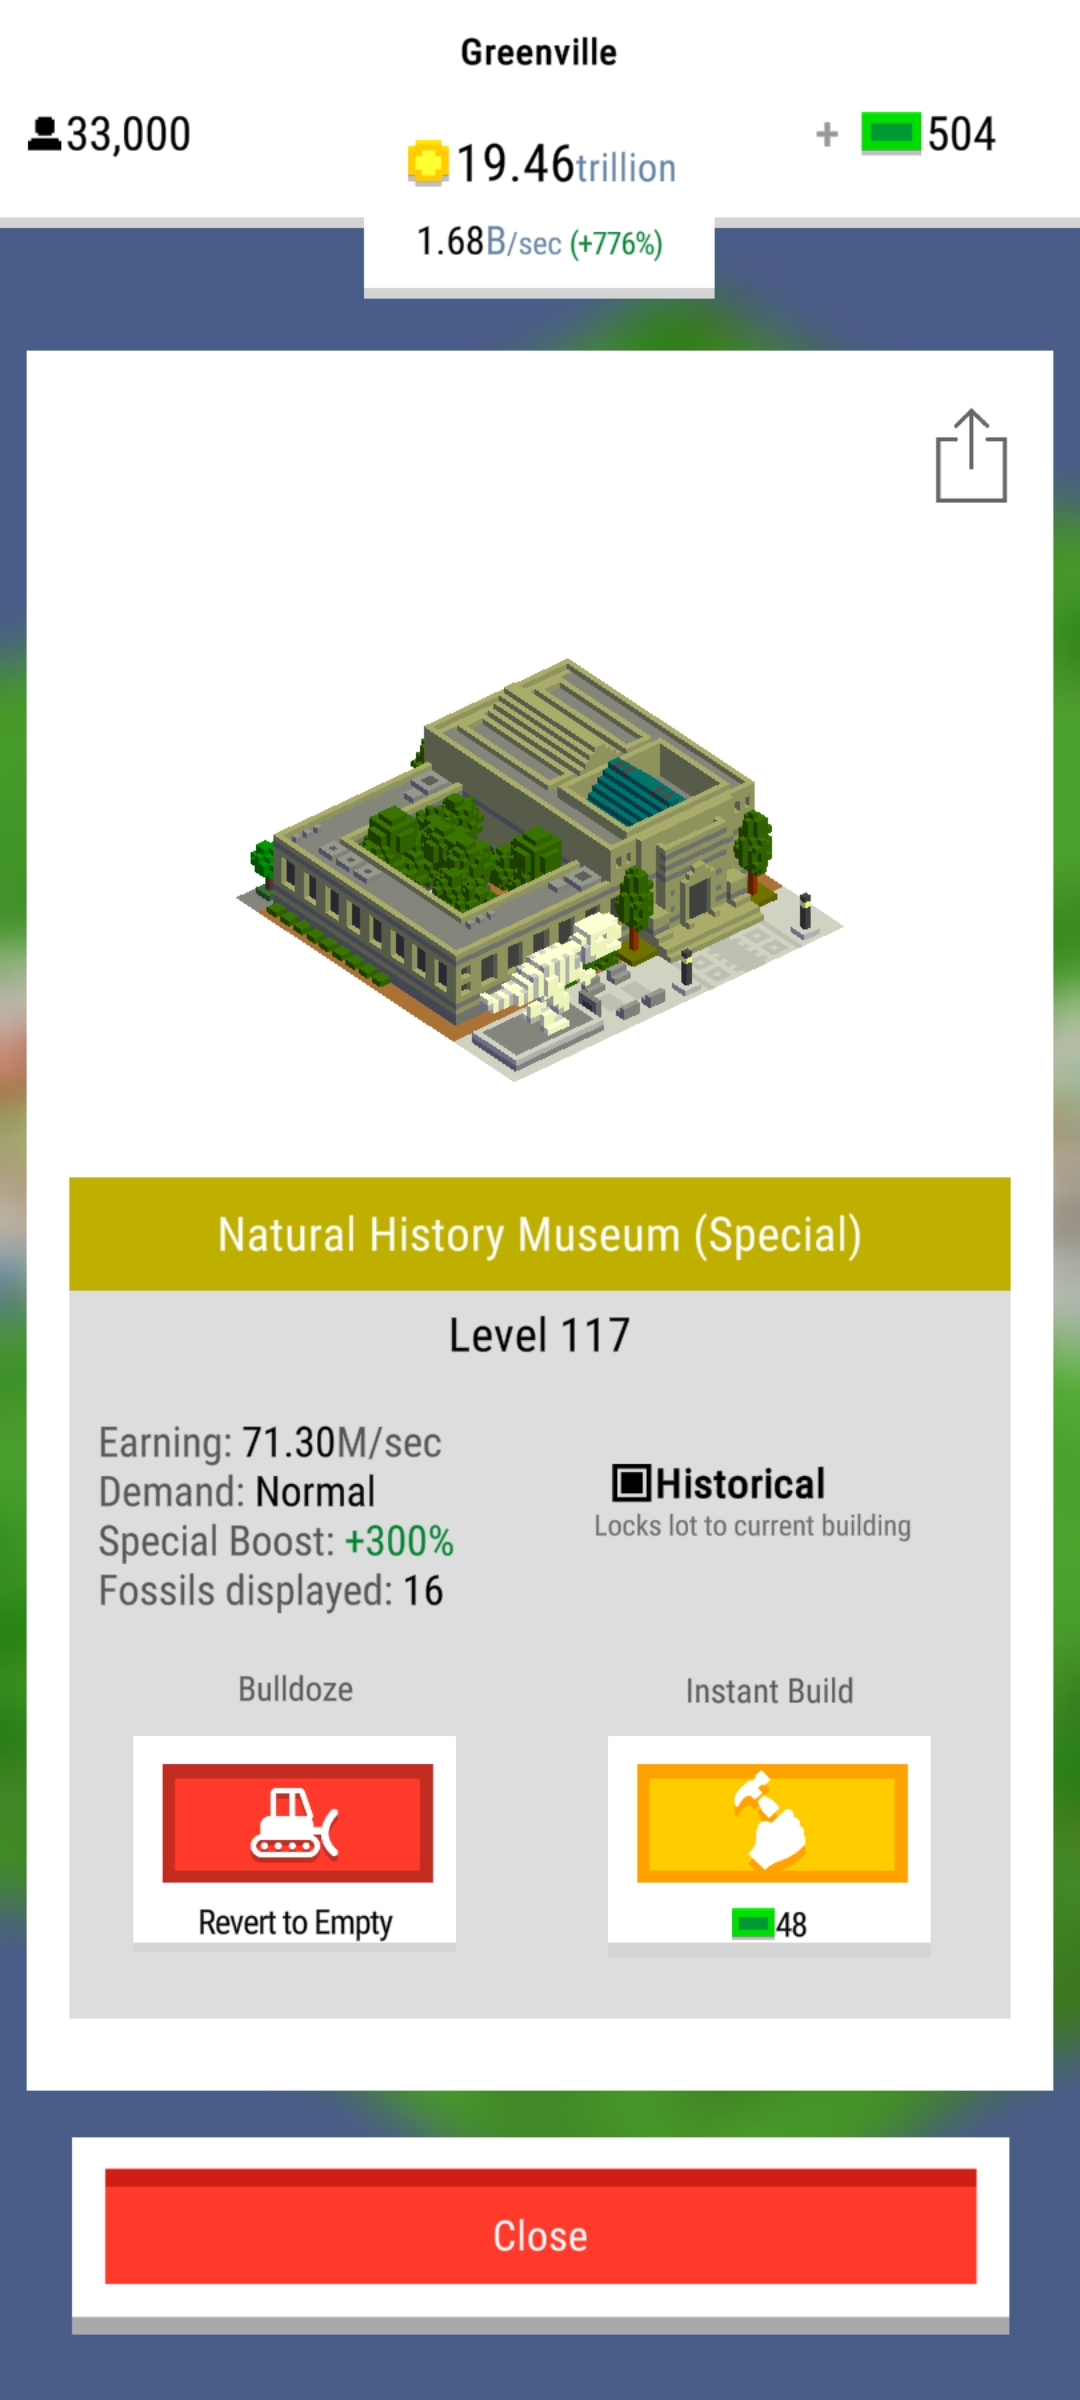 Greenville
33,000
19.46trillion
+ 504
1.68B/sec (+776%)
Natural History Museum (Special)
Level 117
Earning: 71.30M/sec
Demand: Normal
Special Boost: +300%
Fossils displayed: 16
Historical
Locks lot to current building
Bulldoze
Revert to Empty
Instant Build
48
Close